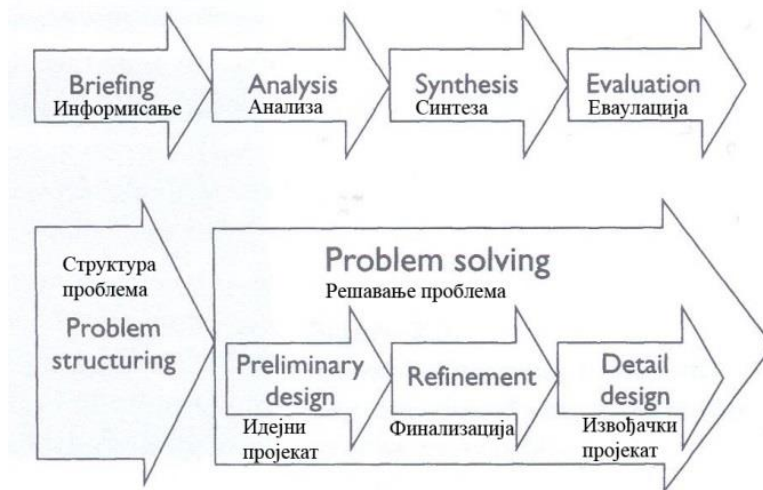 Briefing
Информисање
Analysis
Анализа
Synthesis
Синтеза
Evaluation
Еваулација
Структура
проблема
Problem
structuring
Problem solving
Решавање проблема
Preliminary
design
Идејни
пројекат
Refinement
Финализација
Detail
design
Извођачки
пројекат